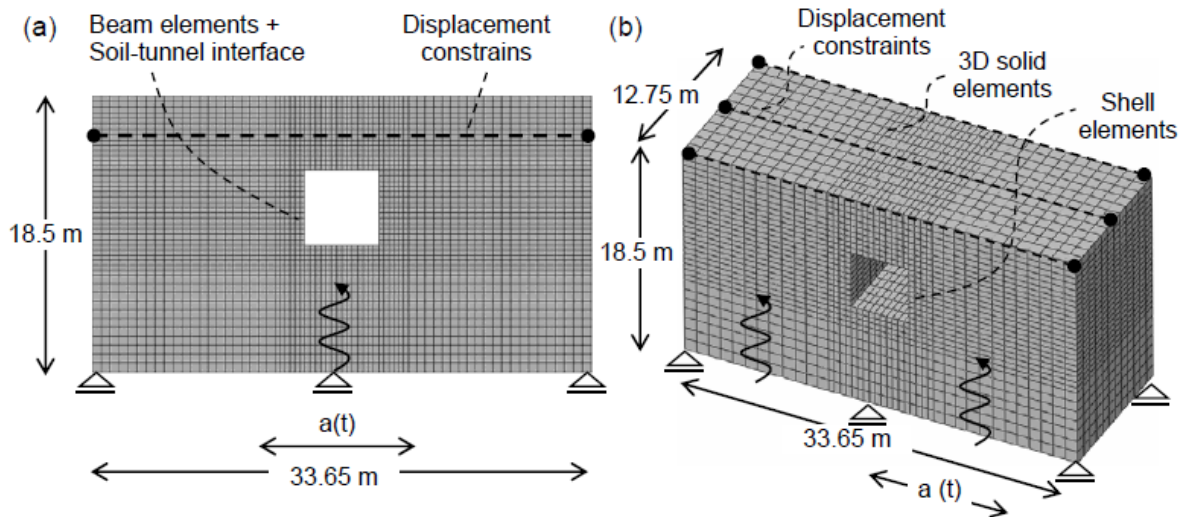 (a)
Beam elements +
Soil-tunnel interface
Displacement
constrains
18.5 m
a(t)
33.65 m
(b)
Displacement
constraints
3D solid
elements
Shell
elements
12.75 m
18.5 m
33.65 m
a (t)